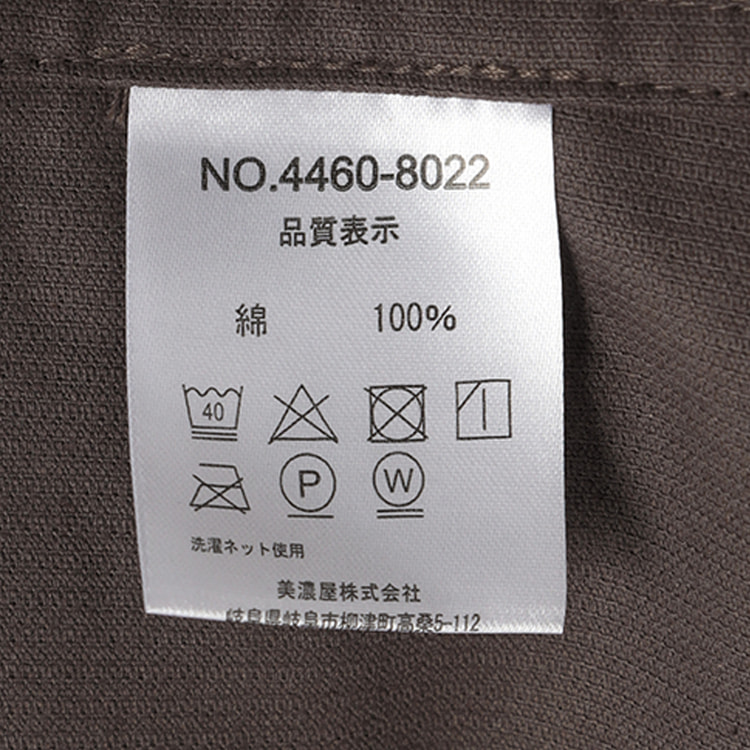 NO.4460-8022
品質表示
綿 100%
40
P W
洗濯ネット使用
美濃屋株式会社
岐阜県岐阜市柳津町高桑5-112